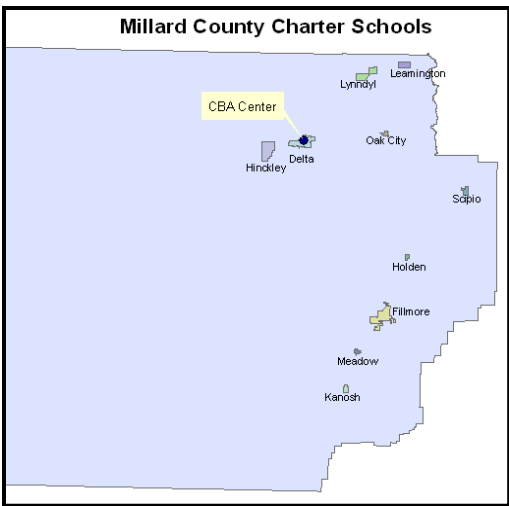 Millard County Charter Schools
Leamington
Lynndyl
CBA Center
Oak City
Delta
Hinckley
Scipio
Holden
Fillmore
Meadow
Kanosh